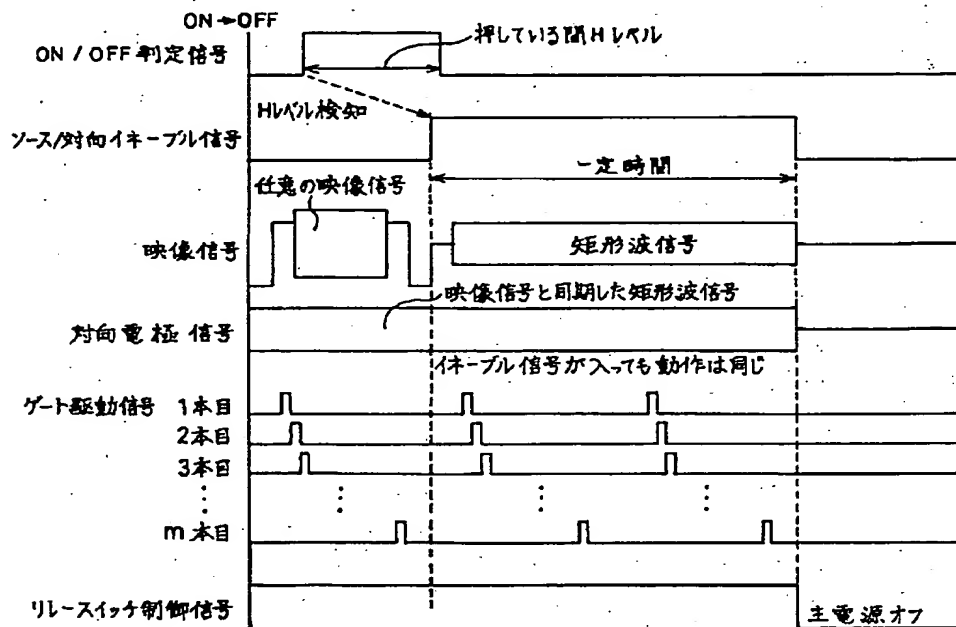 ON→OFF
ON / OFF 判定信号
押している間Hレベル
Hレベル検知
ソース/対向イネーブル信号
一定時間
任意の映像信号
映像信号
矩形波信号
映像信号と同期した矩形波信号
対向電極信号
イネーブル信号が入っても動作は同じ
ゲート駆動信号 1本目
2本目
3本目
m本目
リレースイッチ制御信号
主電源オフ